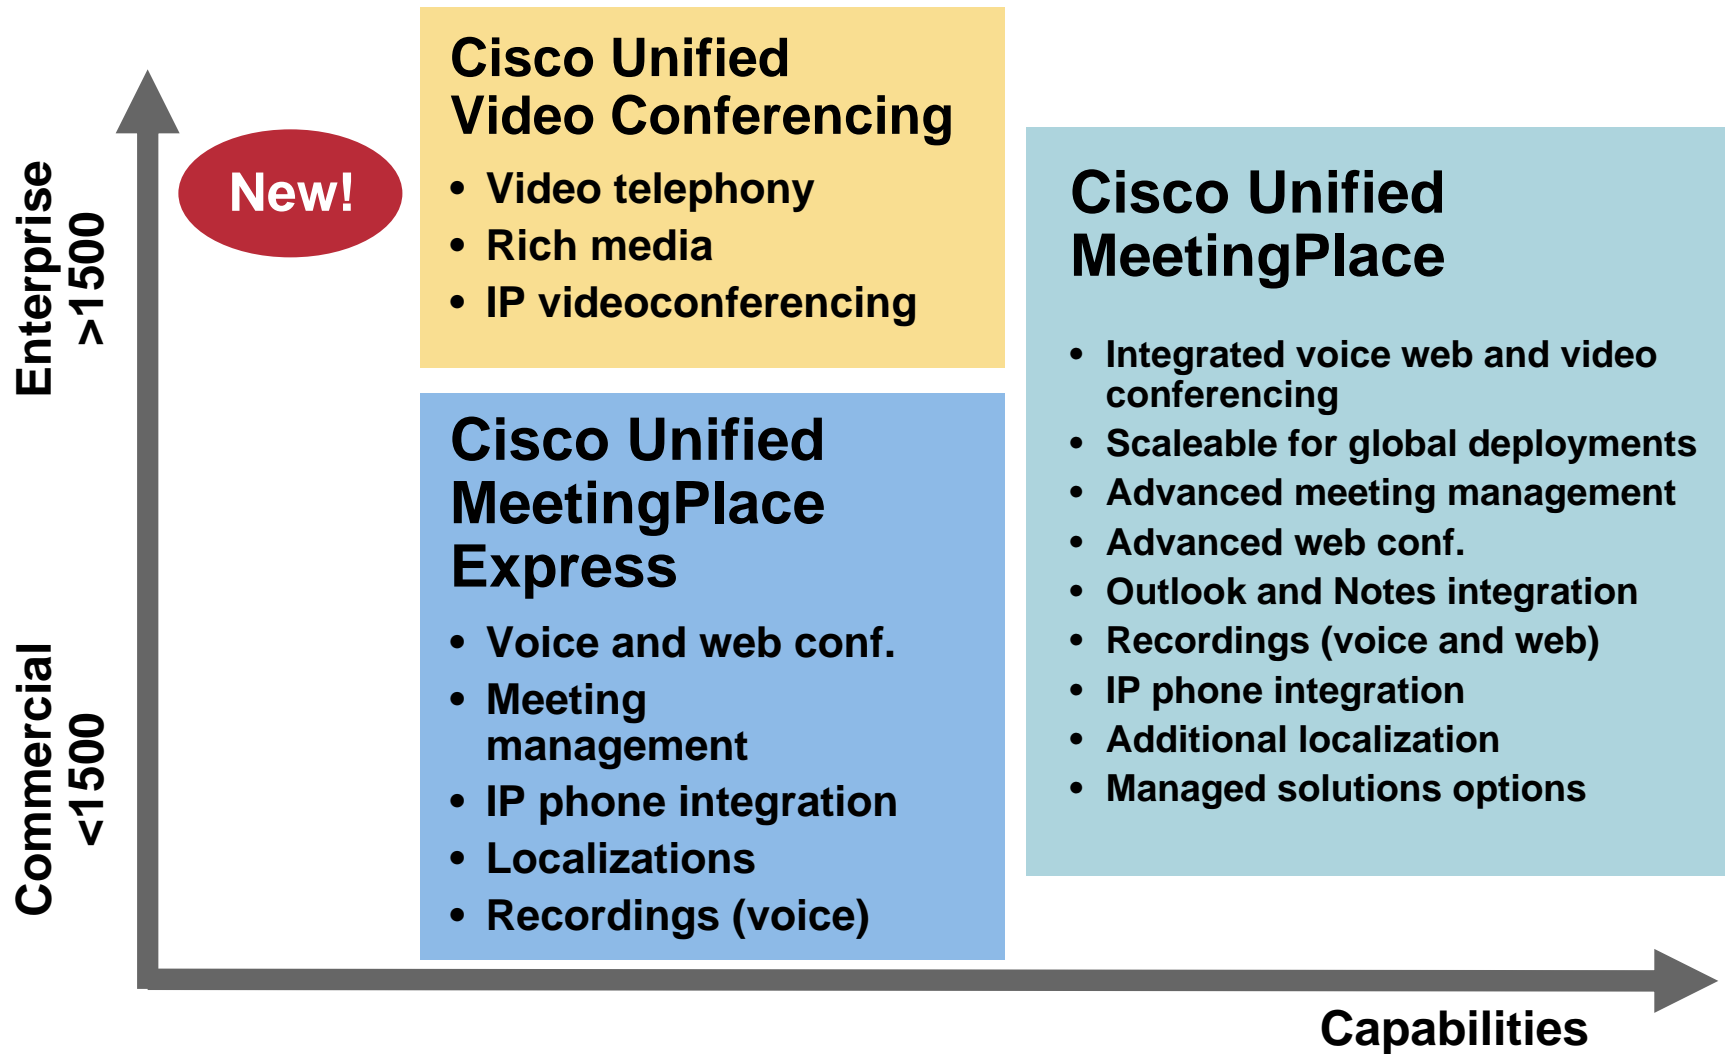 Enterprise
>1500
Commercial
<1500
New!
Cisco Unified
Video Conferencing
• Video telephony
• Rich media
• IP videoconferencing
Cisco Unified
MeetingPlace
Express
• Voice and web conf.
• Meeting
management
• IP phone integration
• Localizations
• Recordings (voice)
Cisco Unified
MeetingPlace
• Integrated voice web and video
conferencing
• Scaleable for global deployments
• Advanced meeting management
• Advanced web conf.
• Outlook and Notes integration
• Recordings (voice and web)
• IP phone integration
• Additional localization
• Managed solutions options
Capabilities